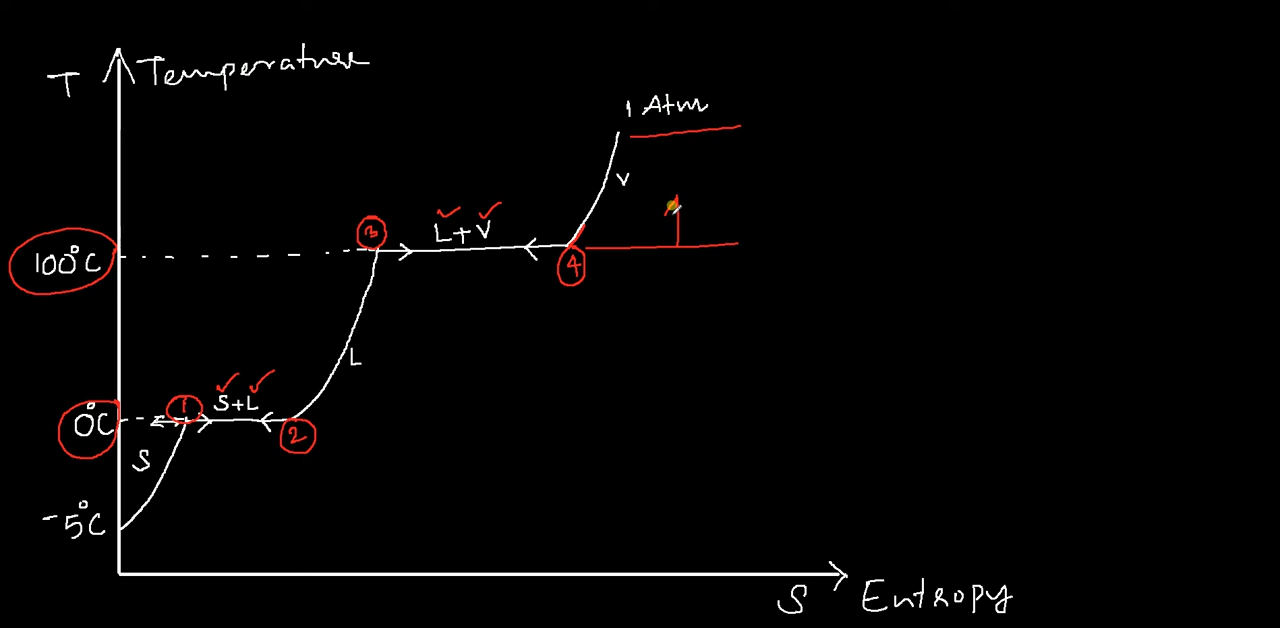 T Temperature
1 Atm
V
3 L+V
100°C
4
L
1 S+L
0°C
2
S
-5°C
S Entropy